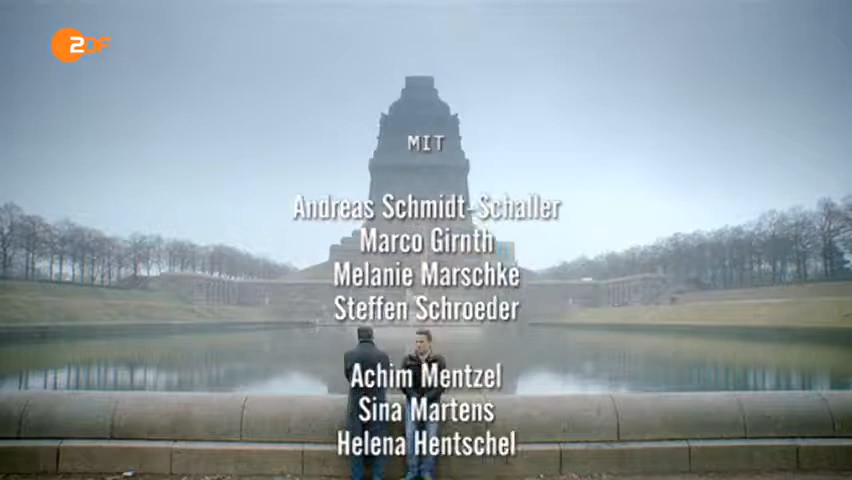 2DF
MIT
Andreas Schmidt-Schaller
Marco Girnth
Melanie Marschke
Steffen Schroeder
Achim Mentzel
Sina Martens
Helena Hentschel